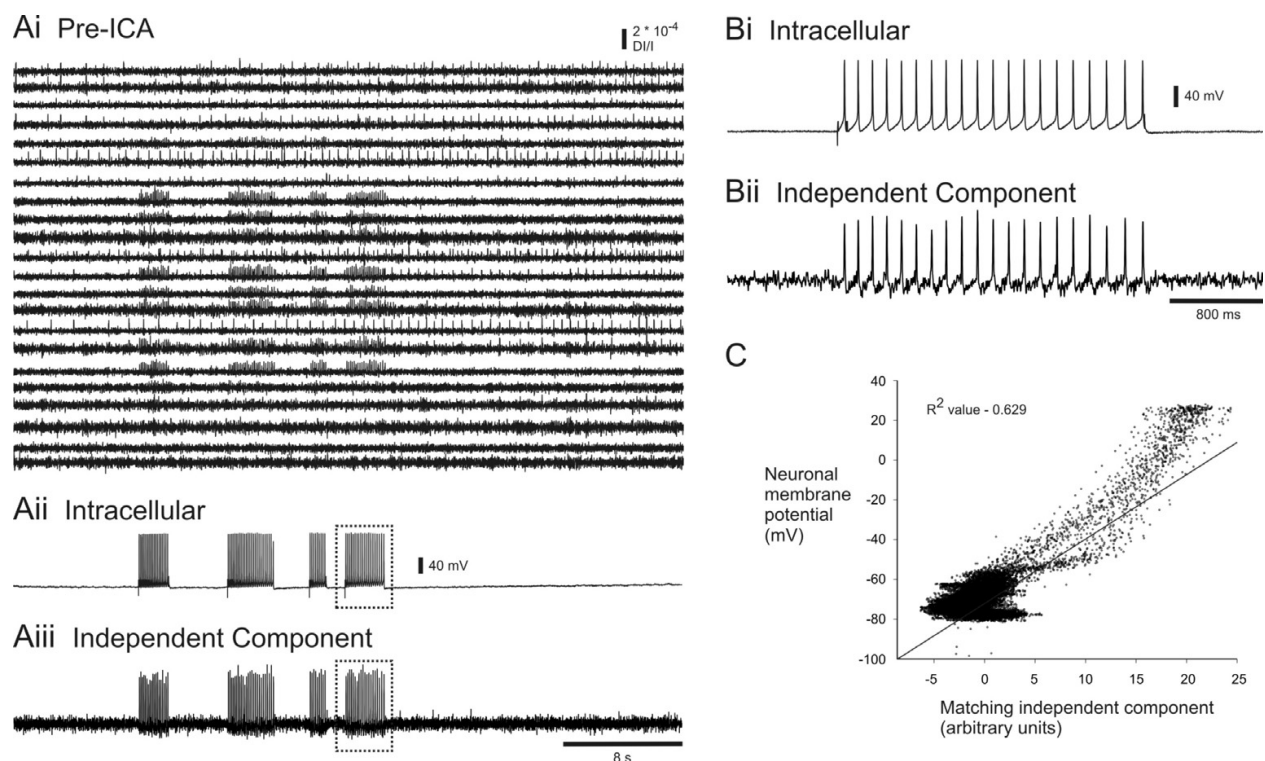 Ai Pre-ICA
2 * 10-4
DI/I
Aii Intracellular
40 mV
Aiii Independent Component
8 s
Bi Intracellular
40 mV
Bii Independent Component
800 ms
C
40
20
0
-20
-40
-60
-80
-100
R2 value - 0.629
Neuronal
membrane
potential
(mV)
-5 0 5 10 15 20 25
Matching independent component
(arbitrary units)